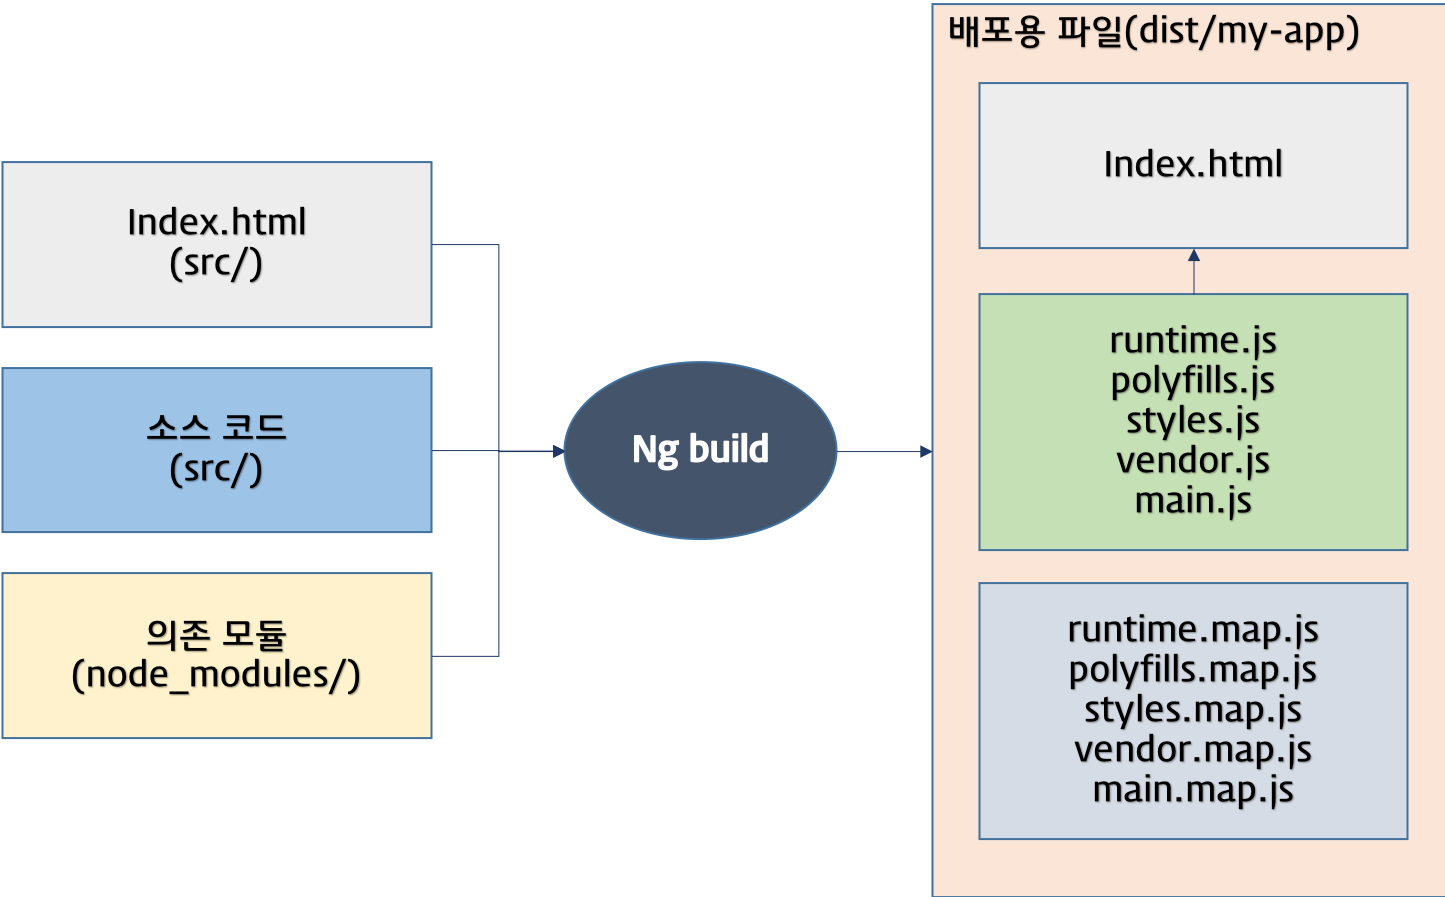 Index.html
(src/)
소스 코드
(src/)
의존 모듈
(node_modules/)
Ng build
배포용 파일(dist/my-app)
Index.html
runtime.js
polyfills.js
styles.js
vendor.js
main.js
runtime.map.js
polyfills.map.js
styles.map.js
vendor.map.js
main.map.js